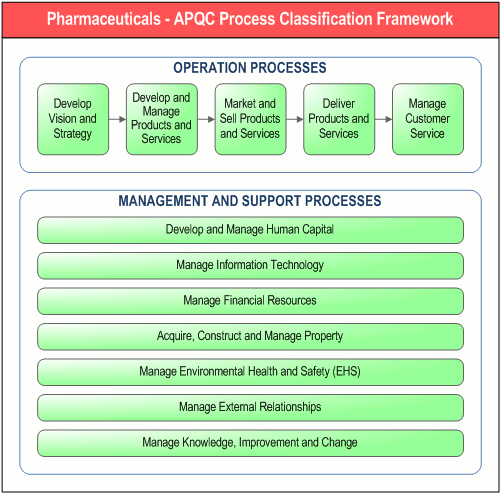 Pharmaceuticals - APQC Process Classification Framework
OPERATION PROCESSES
Develop
Vision and
Strategy
Develop and
Manage
Products and
Services
Market and
Sell Products
and Services
Deliver
Products and
Services
Manage
Customer
Service
MANAGEMENT AND SUPPORT PROCESSES
Develop and Manage Human Capital
Manage Information Technology
Manage Financial Resources
Acquire, Construct and Manage Property
Manage Environmental Health and Safety (EHS)
Manage External Relationships
Manage Knowledge, Improvement and Change